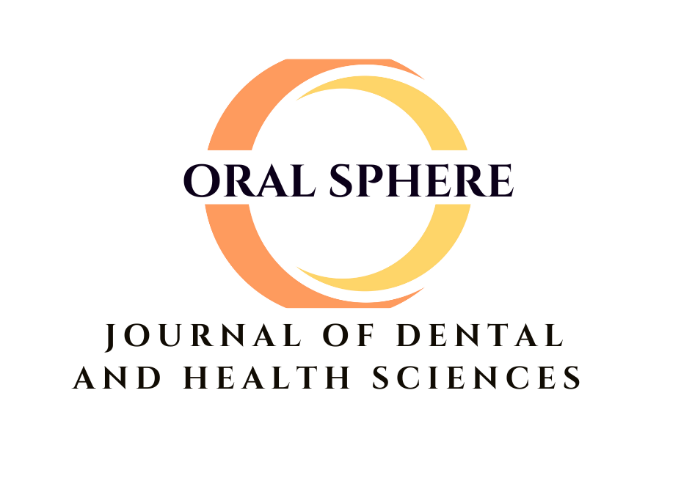 ORAL SPHERE
JOURNAL OF DENTAL
AND HEALTH SCIENCES